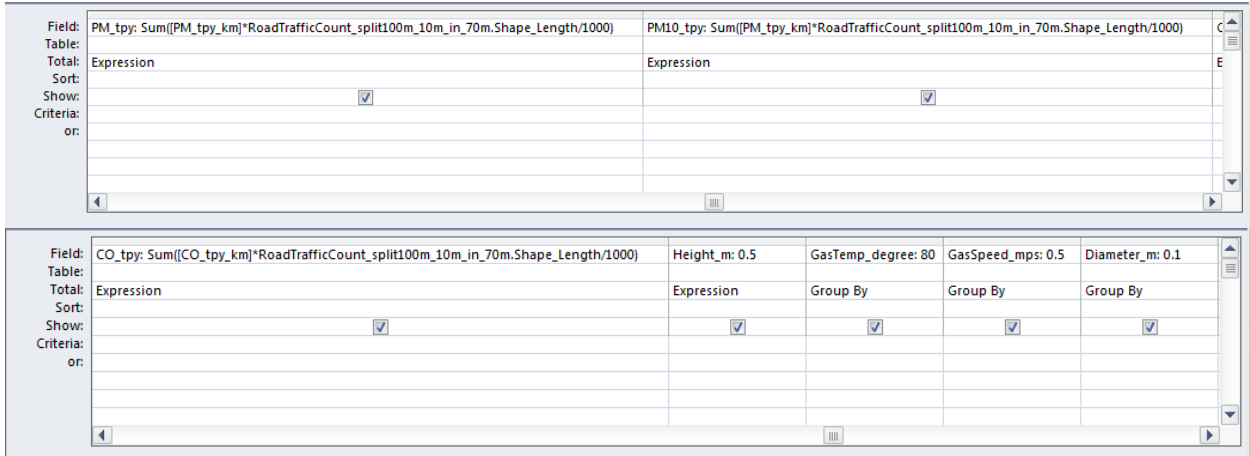 Field: PM_tpy: Sum([PM_tpy_km]*RoadTrafficCount_split100m_10m_in_70m.Shape_Length/1000) PM10_tpy: Sum([PM_tpy_km]*RoadTrafficCount_split100m_10m_in_70m.Shape_Length/1000)
Table:
Total: Expression Expression E
Sort:
Show:
Criteria:
or:
Field: CO_tpy: Sum([CO_tpy_km]*RoadTrafficCount_split100m_10m_in_70m.Shape_Length/1000) Height_m: 0.5 GasTemp_degree: 80 GasSpeed_mps: 0.5 Diameter_m: 0.1
Table:
Total: Expression Expression Group By Group By Group By
Sort:
Show:
Criteria:
or: